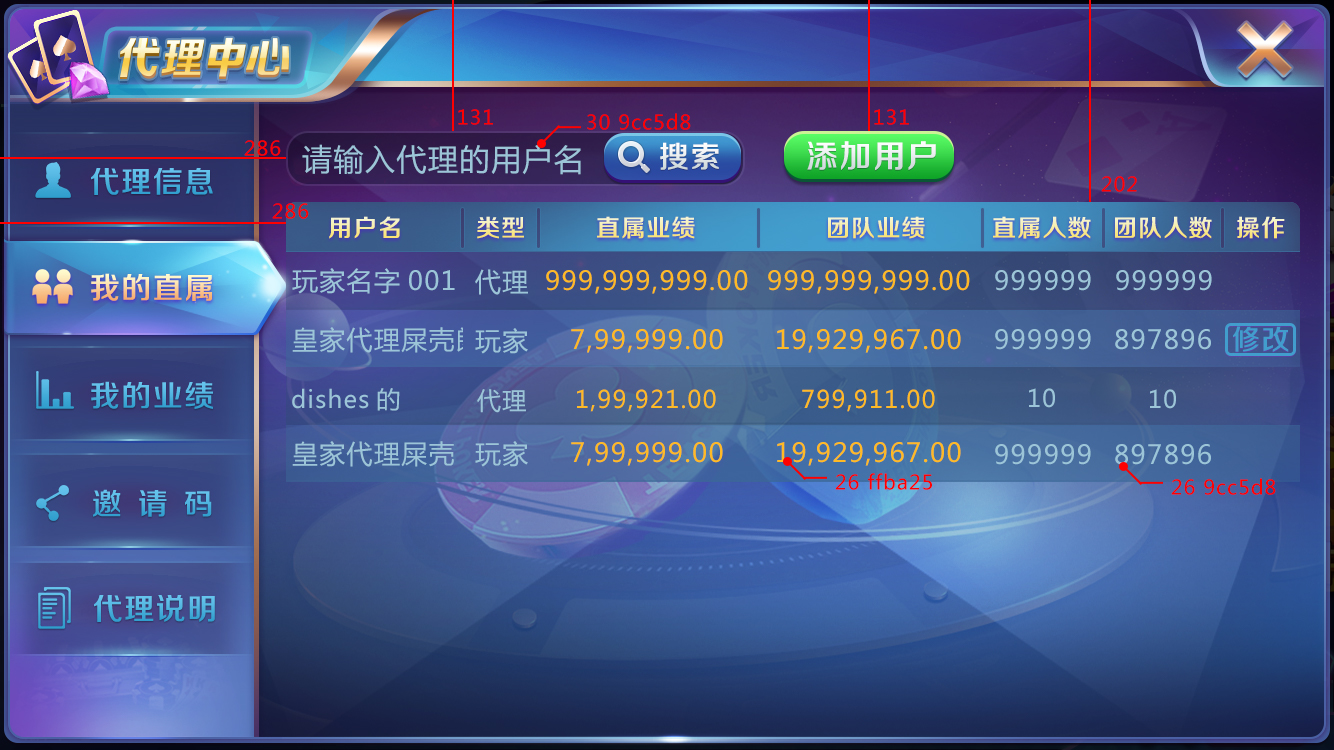 代理中心
131
131
30 9cc5d8
286
请输入代理的用户名 搜索 添加用户
代理信息
202
286
用户名 类型 直属业绩 团队业绩 直属人数 团队人数 操作
我的直属
玩家名字 001 代理 999,999,999.00 999,999,999.00 999999 999999
皇家代理屎壳 玩家 7,99,999.00 19,929,967.00 999999 897896 修改
我的业绩
dishes 的 代理 1,99,921.00 799,911.00 10 10
皇家代理屎壳 玩家 7,99,999.00 19,929,967.00 999999 897896
26 ffba25
26 9cc5d8
邀请码
代理说明